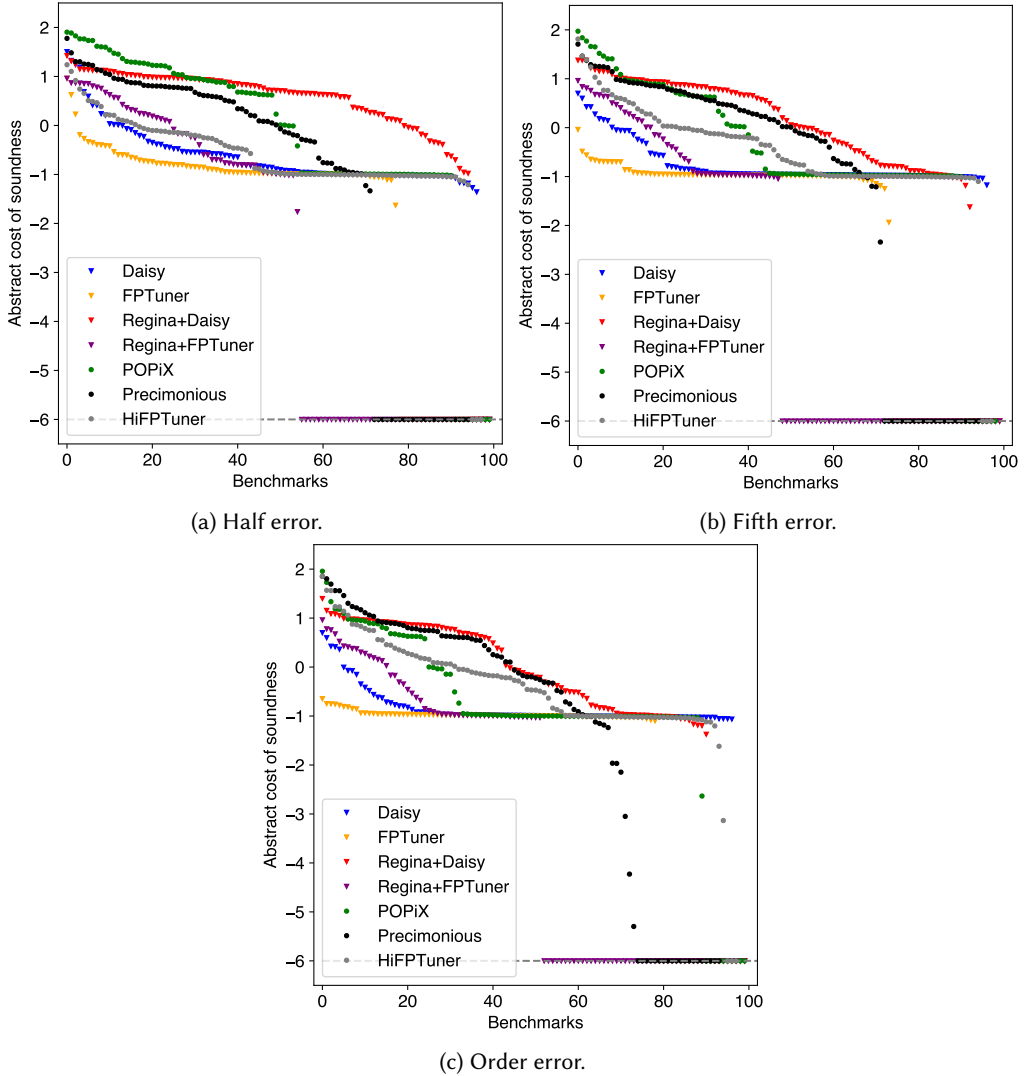 2
1
0
−1
−2
−3
−4
−5
−6
Abstract cost of soundness
Daisy
FPTuner
Regina+Daisy
Regina+FPTuner
POPiX
Precimonious
HiFPTuner
0 20 40 60 80 100
Benchmarks
(a) Half error.
2
1
0
−1
−2
−3
−4
−5
−6
Abstract cost of soundness
Daisy
FPTuner
Regina+Daisy
Regina+FPTuner
POPiX
Precimonious
HiFPTuner
0 20 40 60 80 100
Benchmarks
(b) Fifth error.
2
1
0
−1
−2
−3
−4
−5
−6
Abstract cost of soundness
Daisy
FPTuner
Regina+Daisy
Regina+FPTuner
POPiX
Precimonious
HiFPTuner
0 20 40 60 80 100
Benchmarks
(c) Order error.